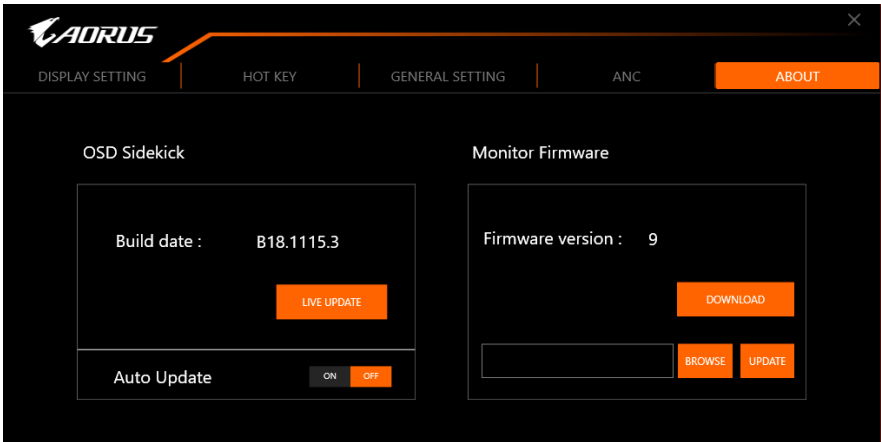 AORUS
DISPLAY SETTING HOT KEY GENERAL SETTING ANC ABOUT
OSD Sidekick
Build date : B18.1115.3
LIVE UPDATE
Auto Update ON OFF
Monitor Firmware
Firmware version : 9
DOWNLOAD
BROWSE UPDATE